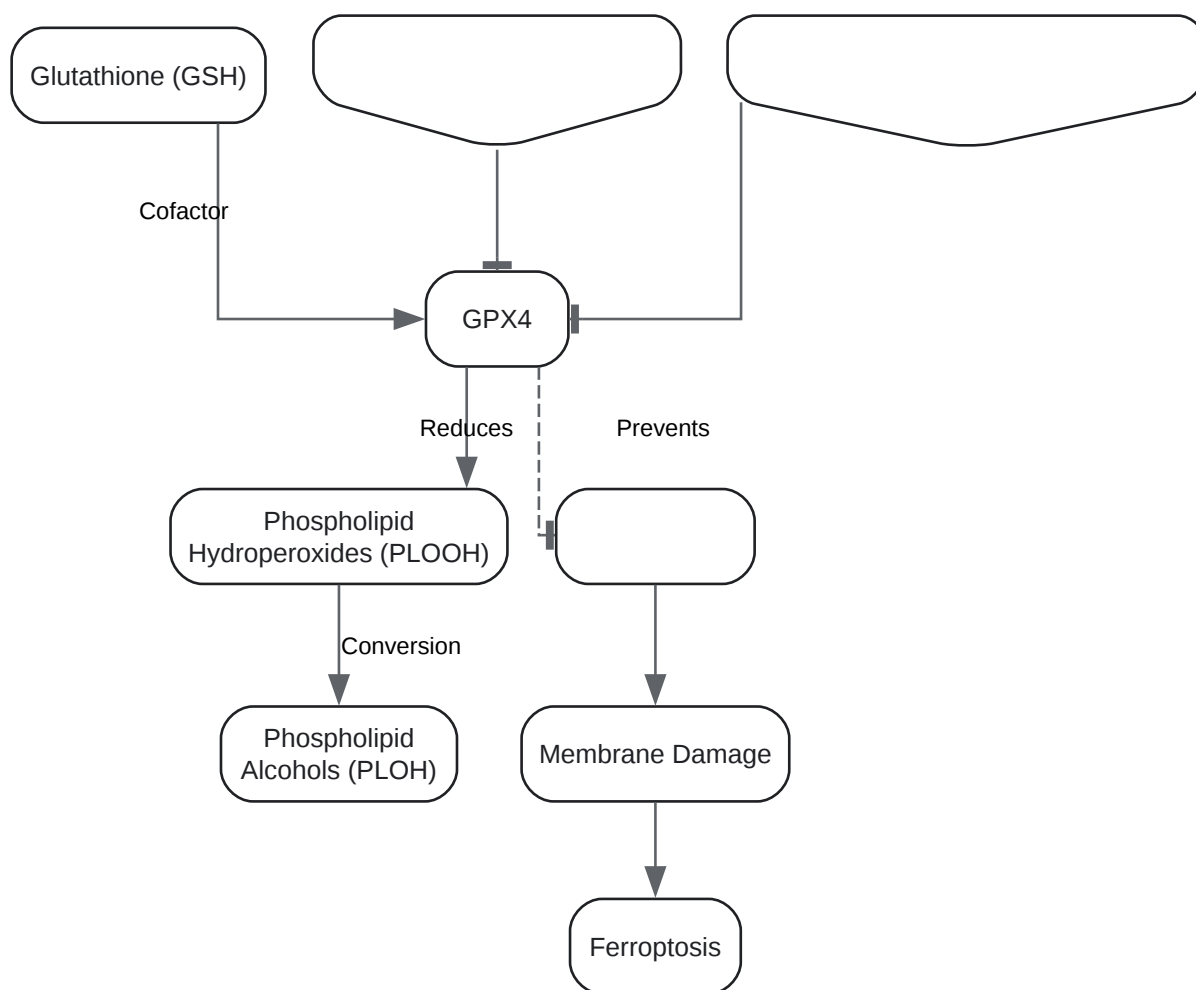 Glutathione (GSH)
Cofactor
GPX4
Reduces
Prevents
Phospholipid
Hydroperoxides (PLOOH)
Conversion
Phospholipid
Alcohols (PLOH)
Membrane Damage
Ferroptosis